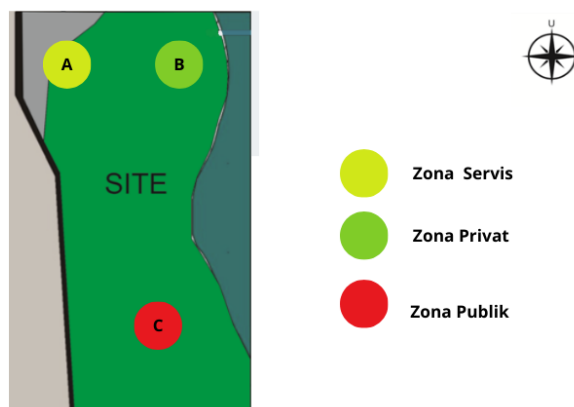 U
A
B
SITE
C
Zona Servis
Zona Privat
Zona Publik